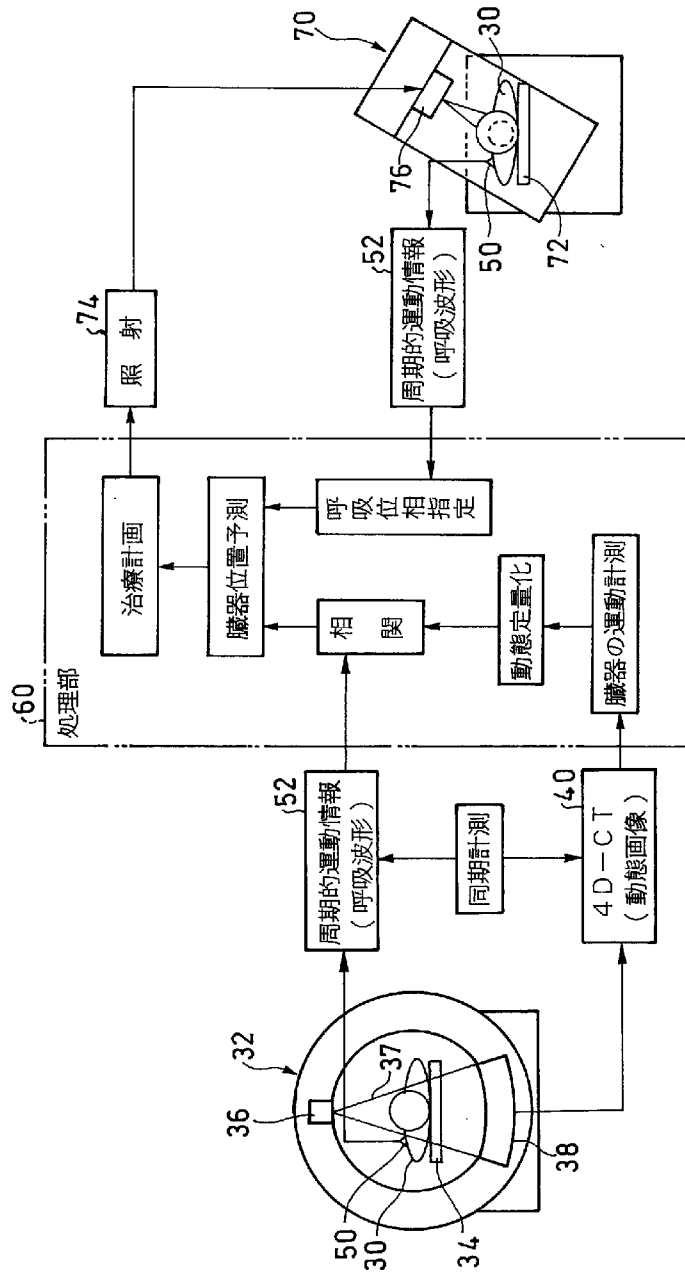 60
処理部
治療計画
臓器位置予測
相関
呼吸位相指定
動態定量化
臓器の運動計測
74
照射
52
周期的運動情報
(呼吸波形)
70
30
76
50
72
52
周期的運動情報
(呼吸波形)
同期計測
40
4D-CT
(動態画像)
32
36
37
50
30
34
38